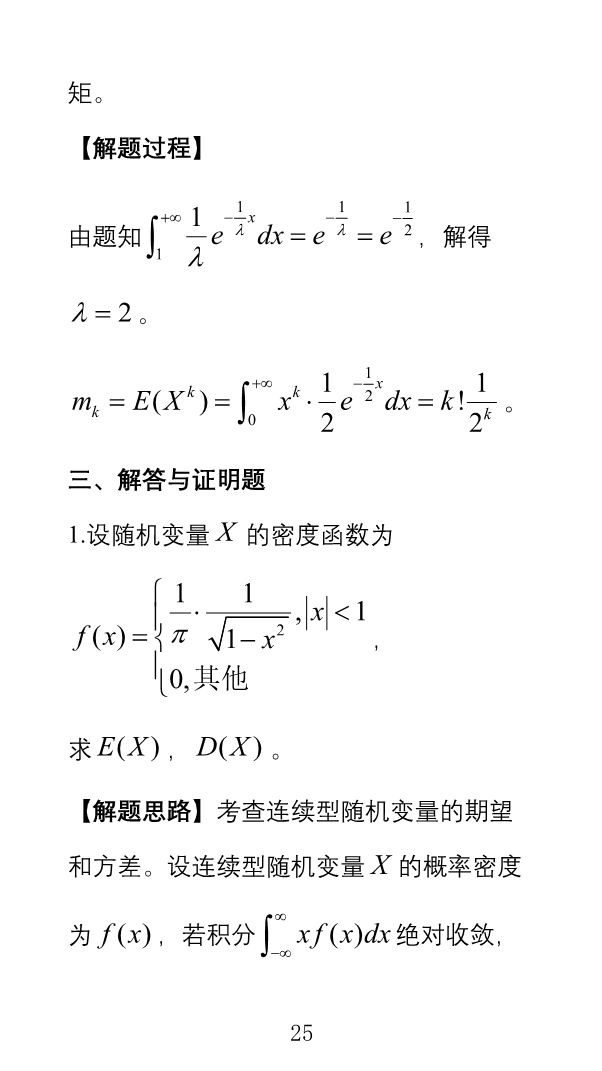 矩。
【解题过程】
由题知 $\int_{1}^{+\infty} \frac{1}{\lambda} e^{-\frac{1}{\lambda}x} dx = e^{-\frac{1}{\lambda}} = e^{-\frac{1}{2}}$，解得
$\lambda = 2$。
$m_k = E(X^k) = \int_{0}^{+\infty} x^k \cdot \frac{1}{2} e^{-\frac{1}{2}x} dx = k! \frac{1}{2^k}$。
三、解答与证明题
1.设随机变量 $X$ 的密度函数为
$f(x) = \begin{cases} \frac{1}{\pi} \cdot \frac{1}{\sqrt{1-x^2}}, |x| < 1 \\ 0, 其他 \end{cases}$，
求 $E(X)$，$D(X)$。
【解题思路】考查连续型随机变量的期望
和方差。设连续型随机变量 $X$ 的概率密度
为 $f(x)$，若积分 $\int_{-\infty}^{\infty} x f(x) dx$ 绝对收敛，
25